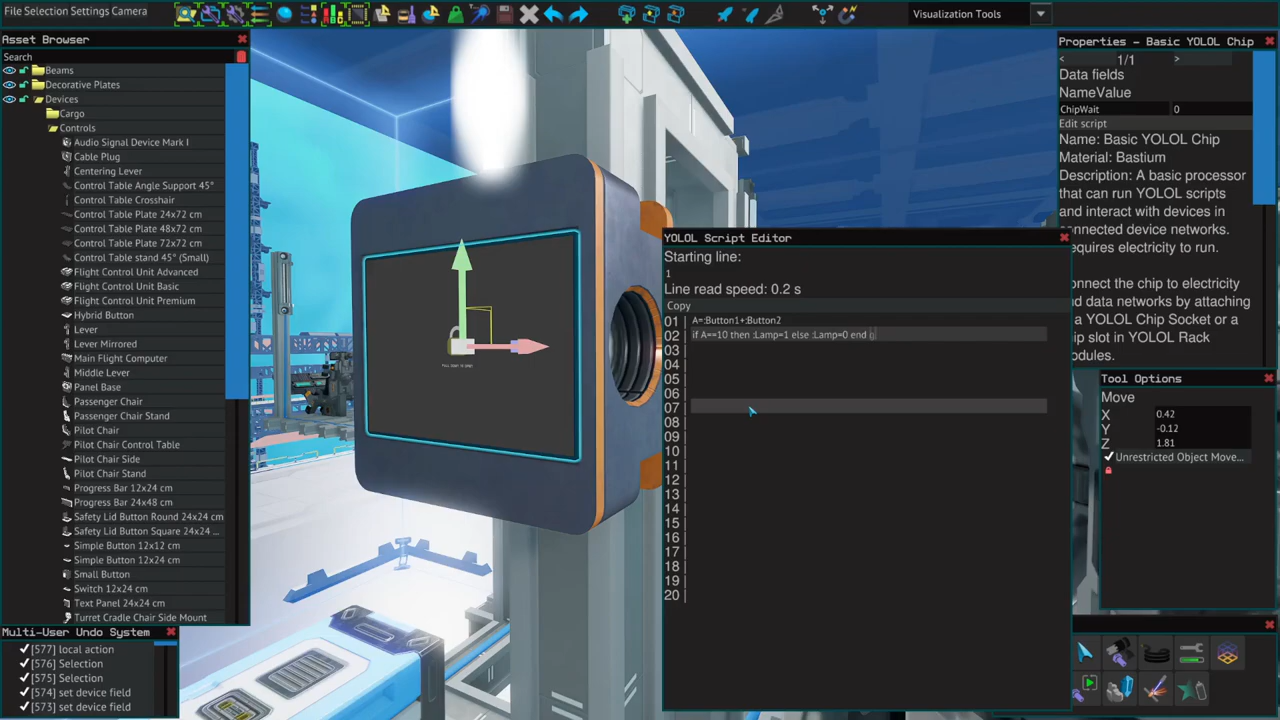 File Selection Settings Camera
Visualization Tools
Asset Browser
Search
Beams
Decorative Plates
Devices
Cargo
Controls
Audio Signal Device Mark I
Cable Plug
Centering Lever
Control Table Angle Support 45°
Control Table Crosshair
Control Table Plate 24x72 cm
Control Table Plate 48x72 cm
Control Table Plate 72x72 cm
Control Table stand 45° (Small)
Flight Control Unit Advanced
Flight Control Unit Basic
Flight Control Unit Premium
Hybrid Button
Lever
Lever Mirrored
Main Flight Computer
Middle Lever
Panel Base
Passenger Chair
Passenger Chair Stand
Pilot Chair
Pilot Chair Control Table
Pilot Chair Side
Pilot Chair Stand
Progress Bar 12x24 cm
Progress Bar 24x48 cm
Safety Lid Button Round 24x24 cm
Safety Lid Button Square 24x24 ...
Simple Button 12x12 cm
Simple Button 12x24 cm
Small Button
Switch 12x24 cm
Text Panel 24x24 cm
Turret Cradle Chair Side Mount
Multi-User Undo System
[577] local action
[576] Selection
[575] Selection
[574] set device field
[573] set device field
YOLOL Script Editor
Starting line:
1
Line read speed: 0.2 s
Copy
01 | A=:Button1+:Button2
02 | if A==10 then :Lamp=1 else :Lamp=0 end g
03 |
04 |
05 |
06 |
07 |
08 |
09 |
10 |
11 |
12 |
13 |
14 |
15 |
16 |
17 |
18 |
19 |
20 |
Properties - Basic YOLOL Chip
< 1/1 >
Data fields
NameValue
ChipWait 0
Edit script
Name: Basic YOLOL Chip
Material: Bastium
Description: A basic processor
that can run YOLOL scripts
and interact with devices in
connected device networks.
requires electricity to run.
onnect the chip to electricity
nd data networks by attaching
a YOLOL Chip Socket or a
hip slot in YOLOL Rack
odules.
Tool Options
Move
X 0.42
Y -0.12
Z 1.81
Unrestricted Object Move...